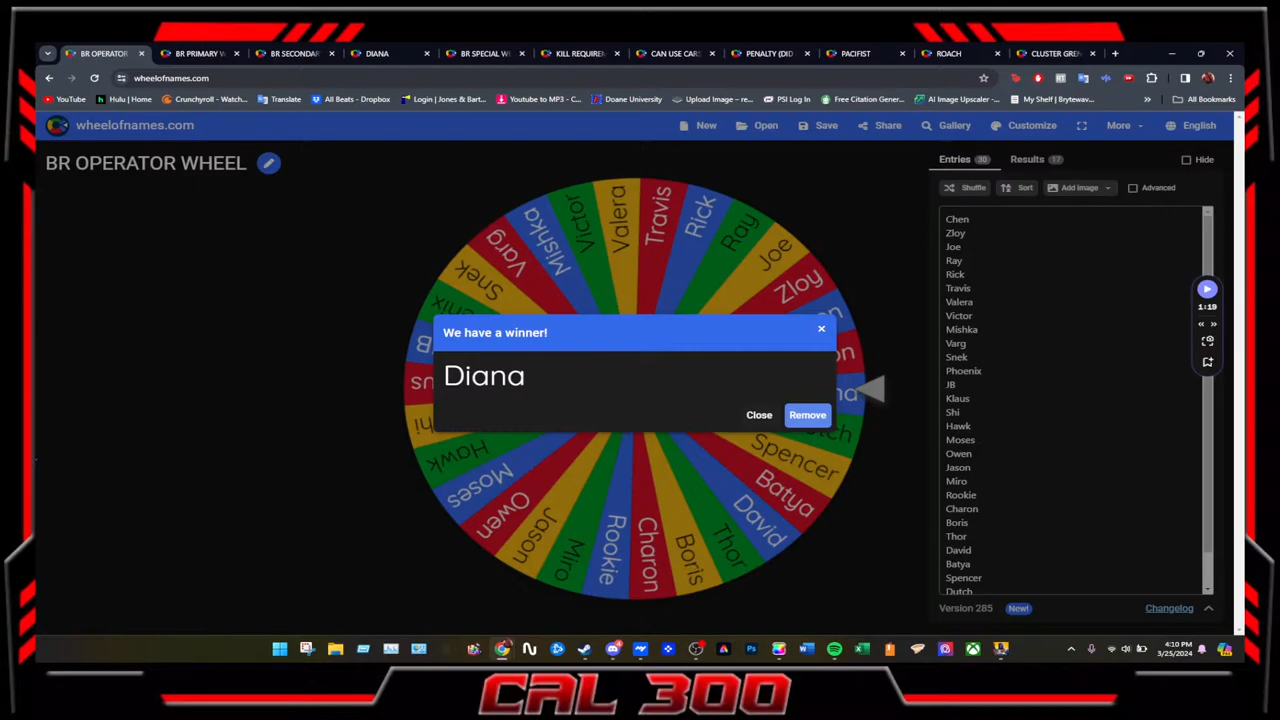 BR OPERATOR
BR PRIMARY W
BR SECONDAR
DIANA
BR SPECIAL WE
KILL REQUIREM
CAN USE CARS
PENALTY (DID
PACIFIST
ROACH
CLUSTER GREN
wheelofnames.com
YouTube
Hulu | Home
Crunchyroll - Watch...
Translate
All Beats - Dropbox
Login | Jones & Bart...
Youtube to MP3 - C...
Doane University
Upload Image – re...
PSI Log In
Free Citation Gener...
AI Image Upscaler -...
My Shelf | Brytewav...
All Bookmarks
wheelofnames.com
New
Open
Save
Share
Gallery
Customize
More
English
BR OPERATOR WHEEL
Entries 30
Results 17
Hide
Shuffle
Sort
Add image
Advanced
Chen
Zloy
Joe
Ray
Rick
Travis
Valera
Victor
Mishka
Varg
Snek
Phoenix
JB
Klaus
Shi
Hawk
Moses
Owen
Jason
Miro
Rookie
Charon
Boris
Thor
David
Batya
Spencer
Dutch
Snek
Varg
Mishka
Victor
Valera
Travis
Rick
Ray
Joe
Zloy
We have a winner!
Diana
Close
Remove
Hawk
Moses
Owen
Jason
Miro
Rookie
Charon
Boris
Thor
David
Batya
Spencer
1:19
Version 285
New!
Changelog
4:10 PM
3/25/2024
CAL 300